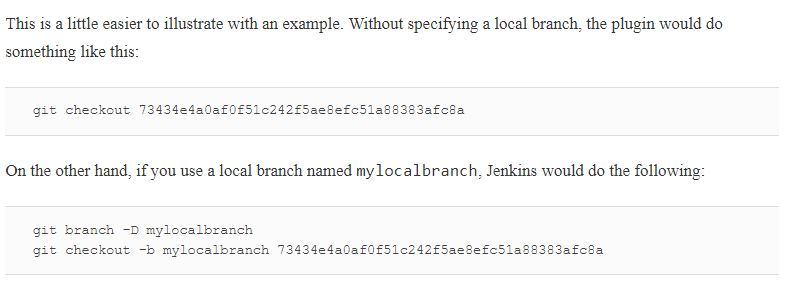 This is a little easier to illustrate with an example. Without specifying a local branch, the plugin would do
something like this:
git checkout 73434e4a0af0f51c242f5ae8efc51a88383afc8a
On the other hand, if you use a local branch named mylocalbranch, Jenkins would do the following:
git branch -D mylocalbranch
git checkout -b mylocalbranch 73434e4a0af0f51c242f5ae8efc51a88383afc8a